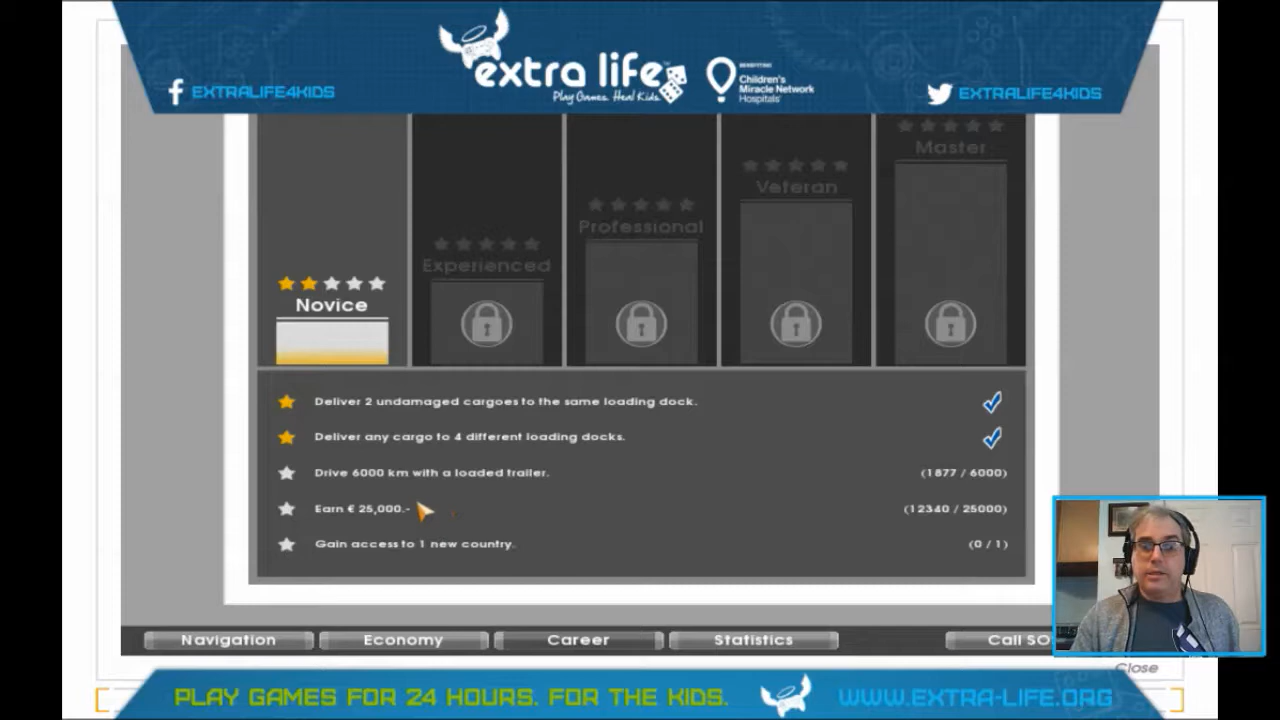 extra life
Play Games. Heal Kids.
BENEFITING
Children's
Miracle Network
Hospitals
EXTRALIFE4KIDS
EXTRALIFE4KIDS
Master
Veteran
Professional
Experienced
Novice
Deliver 2 undamaged cargoes to the same loading dock.
Deliver any cargo to 4 different loading docks.
Drive 6000 km with a loaded trailer. (1877 / 6000)
Earn € 25,000.- (12340 / 25000)
Gain access to 1 new country. (0 / 1)
Navigation Economy Career Statistics Call SO
Close
PLAY GAMES FOR 24 HOURS. FOR THE KIDS. WWW.EXTRA-LIFE.ORG